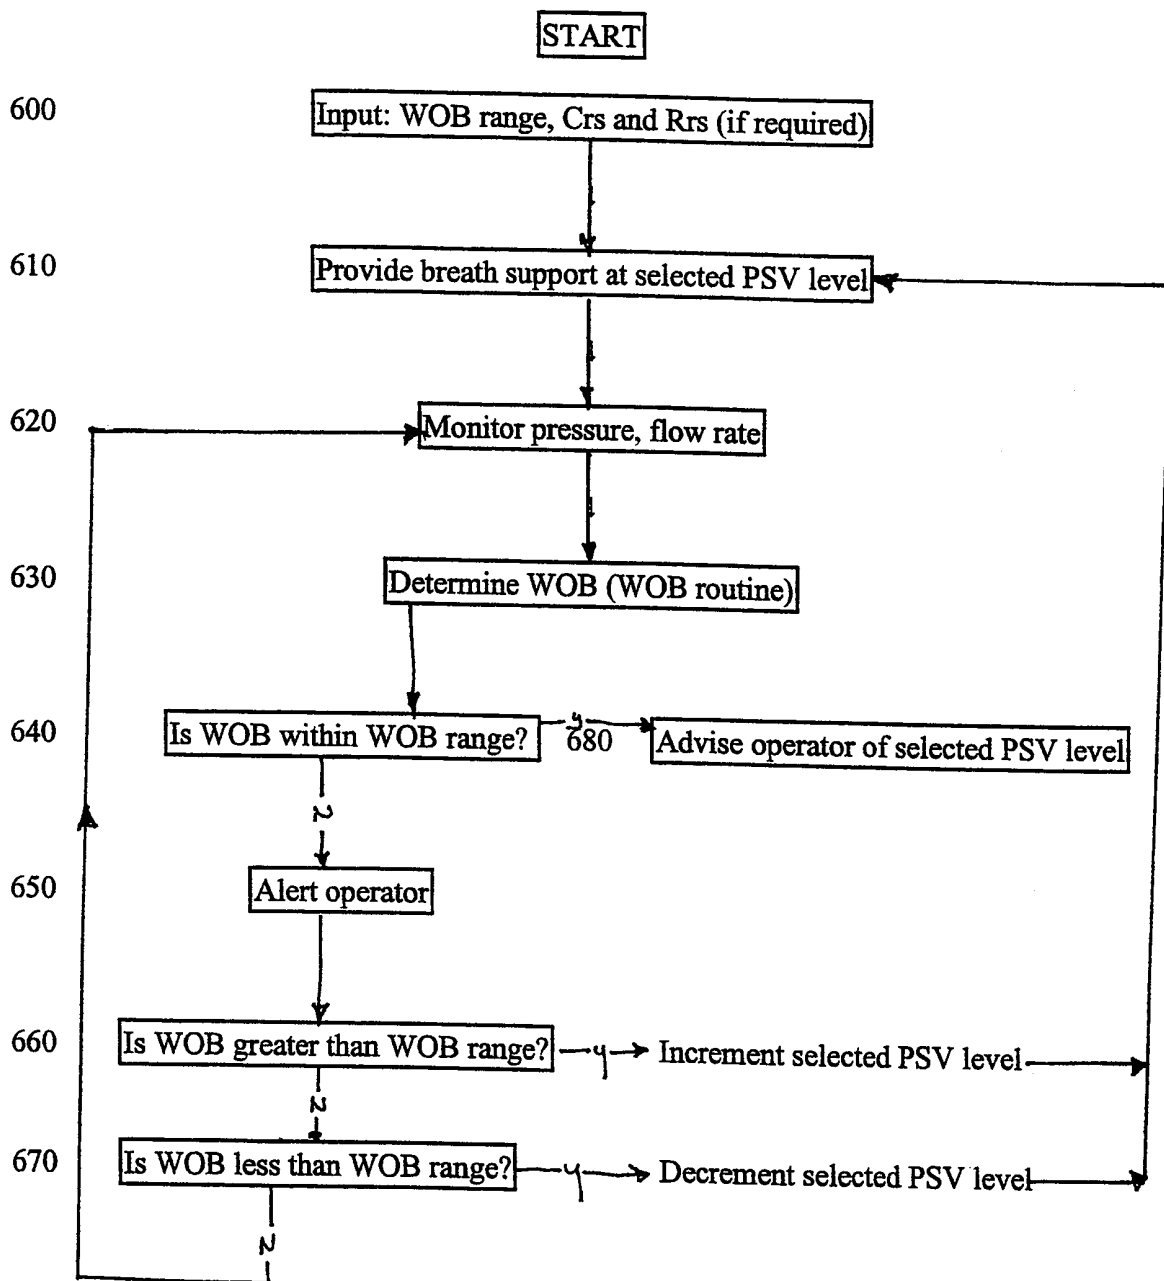 START
600 Input: WOB range, Crs and Rrs (if required)
610 Provide breath support at selected PSV level
620 Monitor pressure, flow rate
630 Determine WOB (WOB routine)
640 Is WOB within WOB range? y 680 Advise operator of selected PSV level
N
650 Alert operator
660 Is WOB greater than WOB range? y Increment selected PSV level
N
670 Is WOB less than WOB range? y Decrement selected PSV level
N